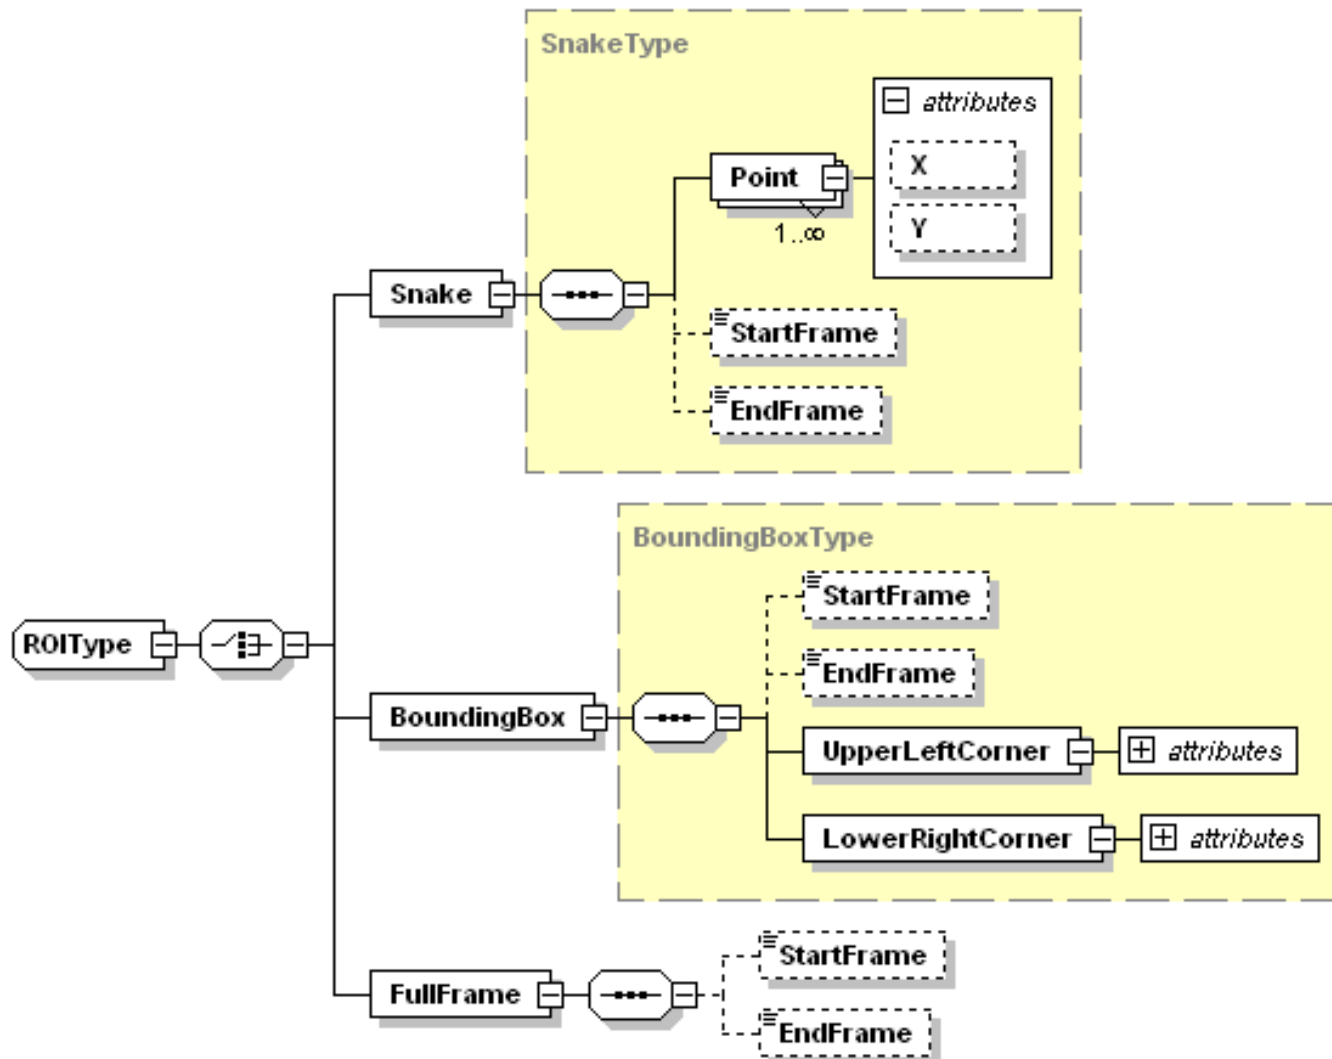 SnakeType
attributes
X
Y
Point
1..∞
Snake
StartFrame
EndFrame
BoundingBoxType
StartFrame
EndFrame
ROIType
BoundingBox
UpperLeftCorner
attributes
LowerRightCorner
attributes
StartFrame
FullFrame
EndFrame